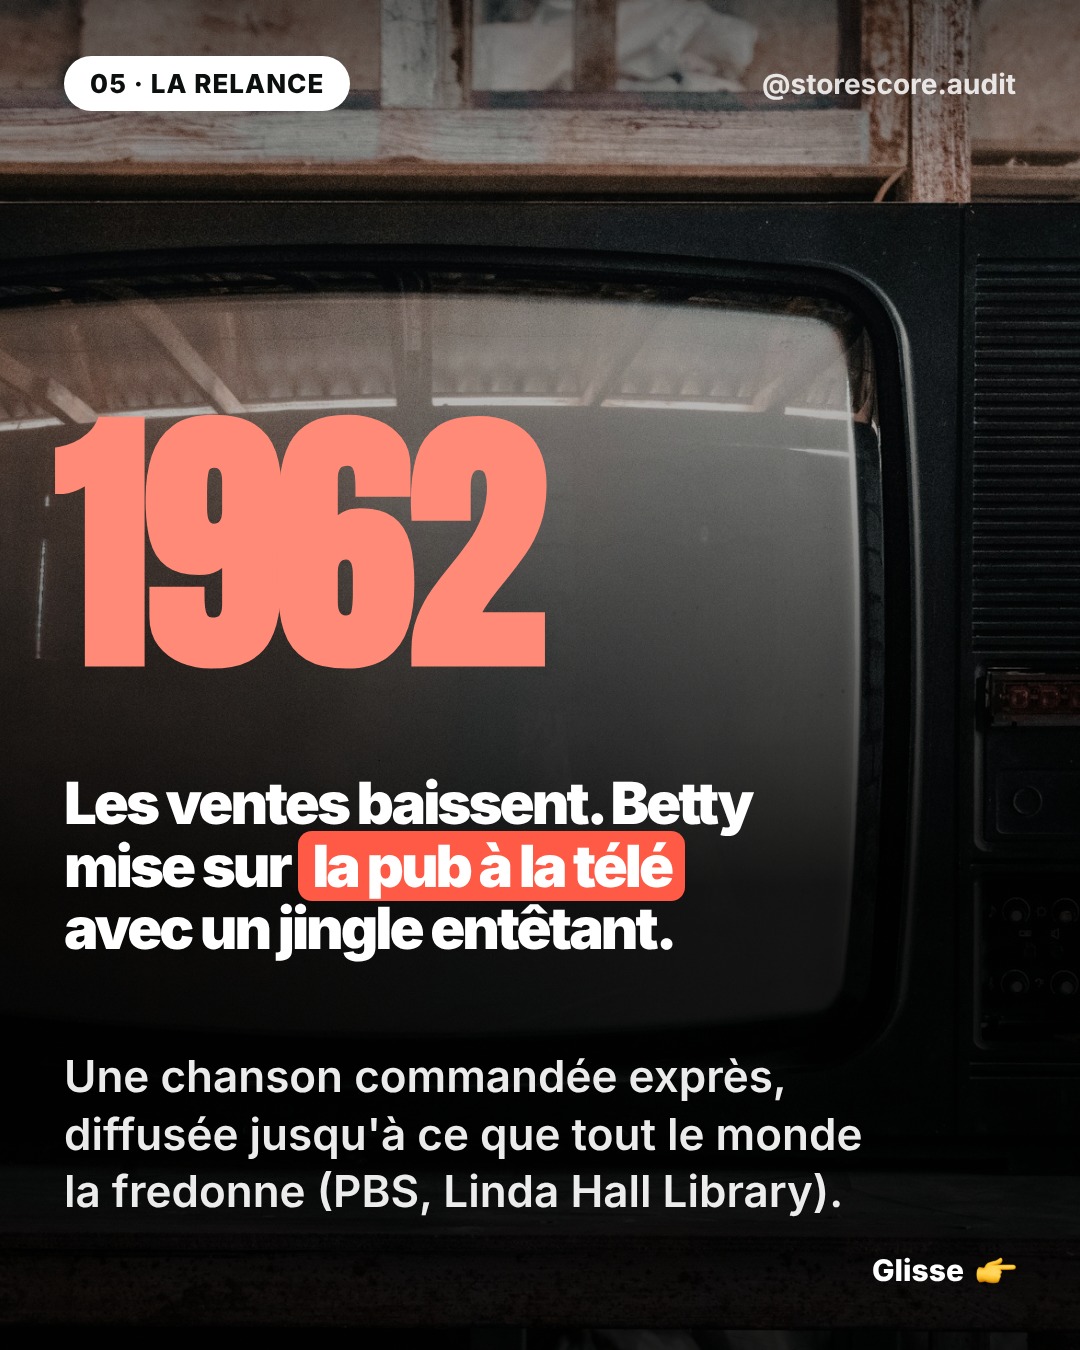 05 · LA RELANCE
@storescore.audit
1962
Les ventes baissent. Betty
mise sur la pub à la télé
avec un jingle entêtant.
Une chanson commandée exprès,
diffusée jusqu'à ce que tout le monde
la fredonne (PBS, Linda Hall Library).
Glisse 👉